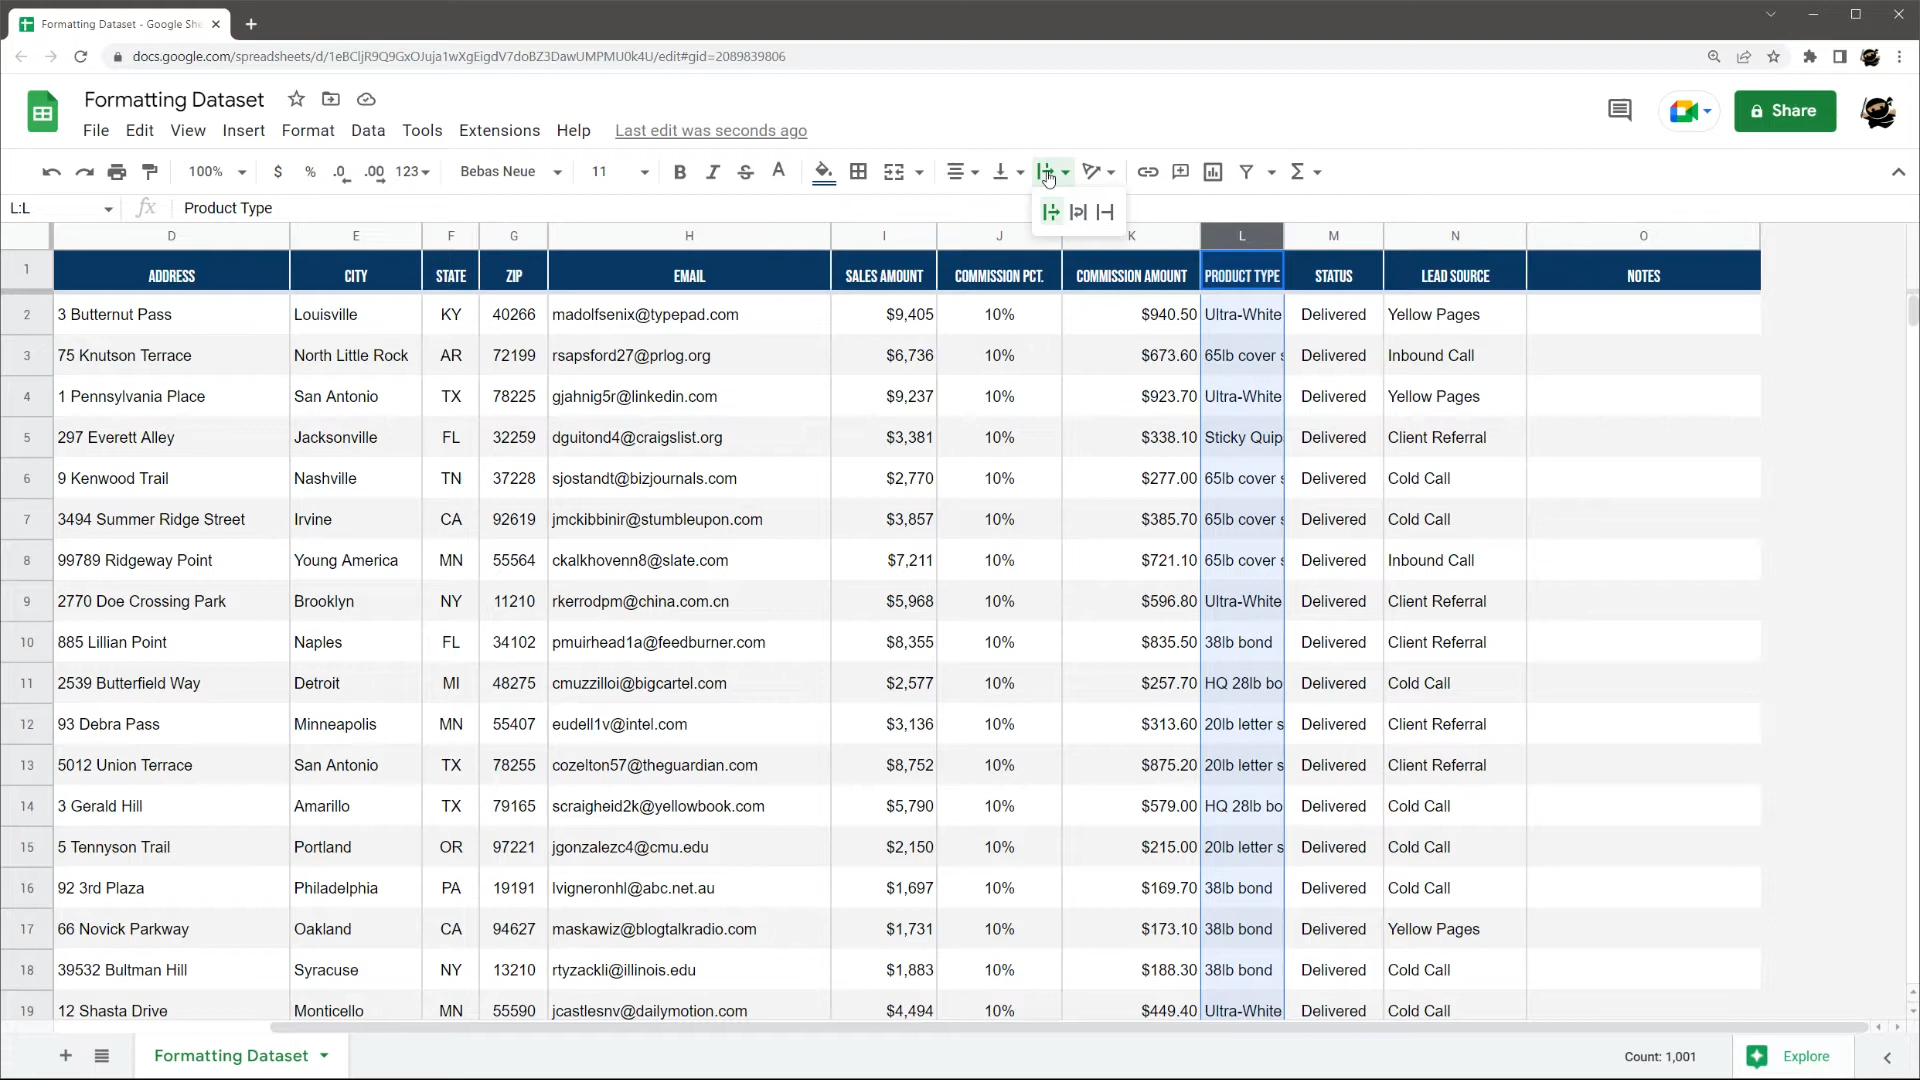 Formatting Dataset - Google She
docs.google.com/spreadsheets/d/1eBCljR9Q9GxOJuja1wXgEigdV7doBZ3DawUMPMU0k4U/edit#gid=2089839806
Formatting Dataset
File Edit View Insert Format Data Tools Extensions Help Last edit was seconds ago
Share
100% $ % .0 .00 123 Bebas Neue 11 B I S A
L:L fx Product Type
D E F G H I J K L M N O
1 ADDRESS CITY STATE ZIP EMAIL SALES AMOUNT COMMISSION PCT. COMMISSION AMOUNT PRODUCT TYPE STATUS LEAD SOURCE NOTES
2 3 Butternut Pass Louisville KY 40266 madolfsenix@typepad.com $9,405 10% $940.50 Ultra-White Delivered Yellow Pages
3 75 Knutson Terrace North Little Rock AR 72199 rsapsford27@prlog.org $6,736 10% $673.60 65lb cover s Delivered Inbound Call
4 1 Pennsylvania Place San Antonio TX 78225 gjahnig5r@linkedin.com $9,237 10% $923.70 Ultra-White Delivered Yellow Pages
5 297 Everett Alley Jacksonville FL 32259 dguitond4@craigslist.org $3,381 10% $338.10 Sticky Quip Delivered Client Referral
6 9 Kenwood Trail Nashville TN 37228 sjostandt@bizjournals.com $2,770 10% $277.00 65lb cover s Delivered Cold Call
7 3494 Summer Ridge Street Irvine CA 92619 jmckibbinir@stumbleupon.com $3,857 10% $385.70 65lb cover s Delivered Cold Call
8 99789 Ridgeway Point Young America MN 55564 ckalkhovenn8@slate.com $7,211 10% $721.10 65lb cover s Delivered Inbound Call
9 2770 Doe Crossing Park Brooklyn NY 11210 rkerrodpm@china.com.cn $5,968 10% $596.80 Ultra-White Delivered Client Referral
10 885 Lillian Point Naples FL 34102 pmuirhead1a@feedburner.com $8,355 10% $835.50 38lb bond Delivered Client Referral
11 2539 Butterfield Way Detroit MI 48275 cmuzzilloi@bigcartel.com $2,577 10% $257.70 HQ 28lb bo Delivered Cold Call
12 93 Debra Pass Minneapolis MN 55407 eudell1v@intel.com $3,136 10% $313.60 20lb letter s Delivered Client Referral
13 5012 Union Terrace San Antonio TX 78255 cozelton57@theguardian.com $8,752 10% $875.20 20lb letter s Delivered Client Referral
14 3 Gerald Hill Amarillo TX 79165 scraigheid2k@yellowbook.com $5,790 10% $579.00 HQ 28lb bo Delivered Cold Call
15 5 Tennyson Trail Portland OR 97221 jgonzalezc4@cmu.edu $2,150 10% $215.00 20lb letter s Delivered Cold Call
16 92 3rd Plaza Philadelphia PA 19191 lvigneronhl@abc.net.au $1,697 10% $169.70 38lb bond Delivered Cold Call
17 66 Novick Parkway Oakland CA 94627 maskawiz@blogtalkradio.com $1,731 10% $173.10 38lb bond Delivered Yellow Pages
18 39532 Bultman Hill Syracuse NY 13210 rtyzackli@illinois.edu $1,883 10% $188.30 38lb bond Delivered Cold Call
19 12 Shasta Drive Monticello MN 55590 jcastlesnv@dailymotion.com $4,494 10% $449.40 Ultra-White Delivered Cold Call
Formatting Dataset Count: 1,001 Explore